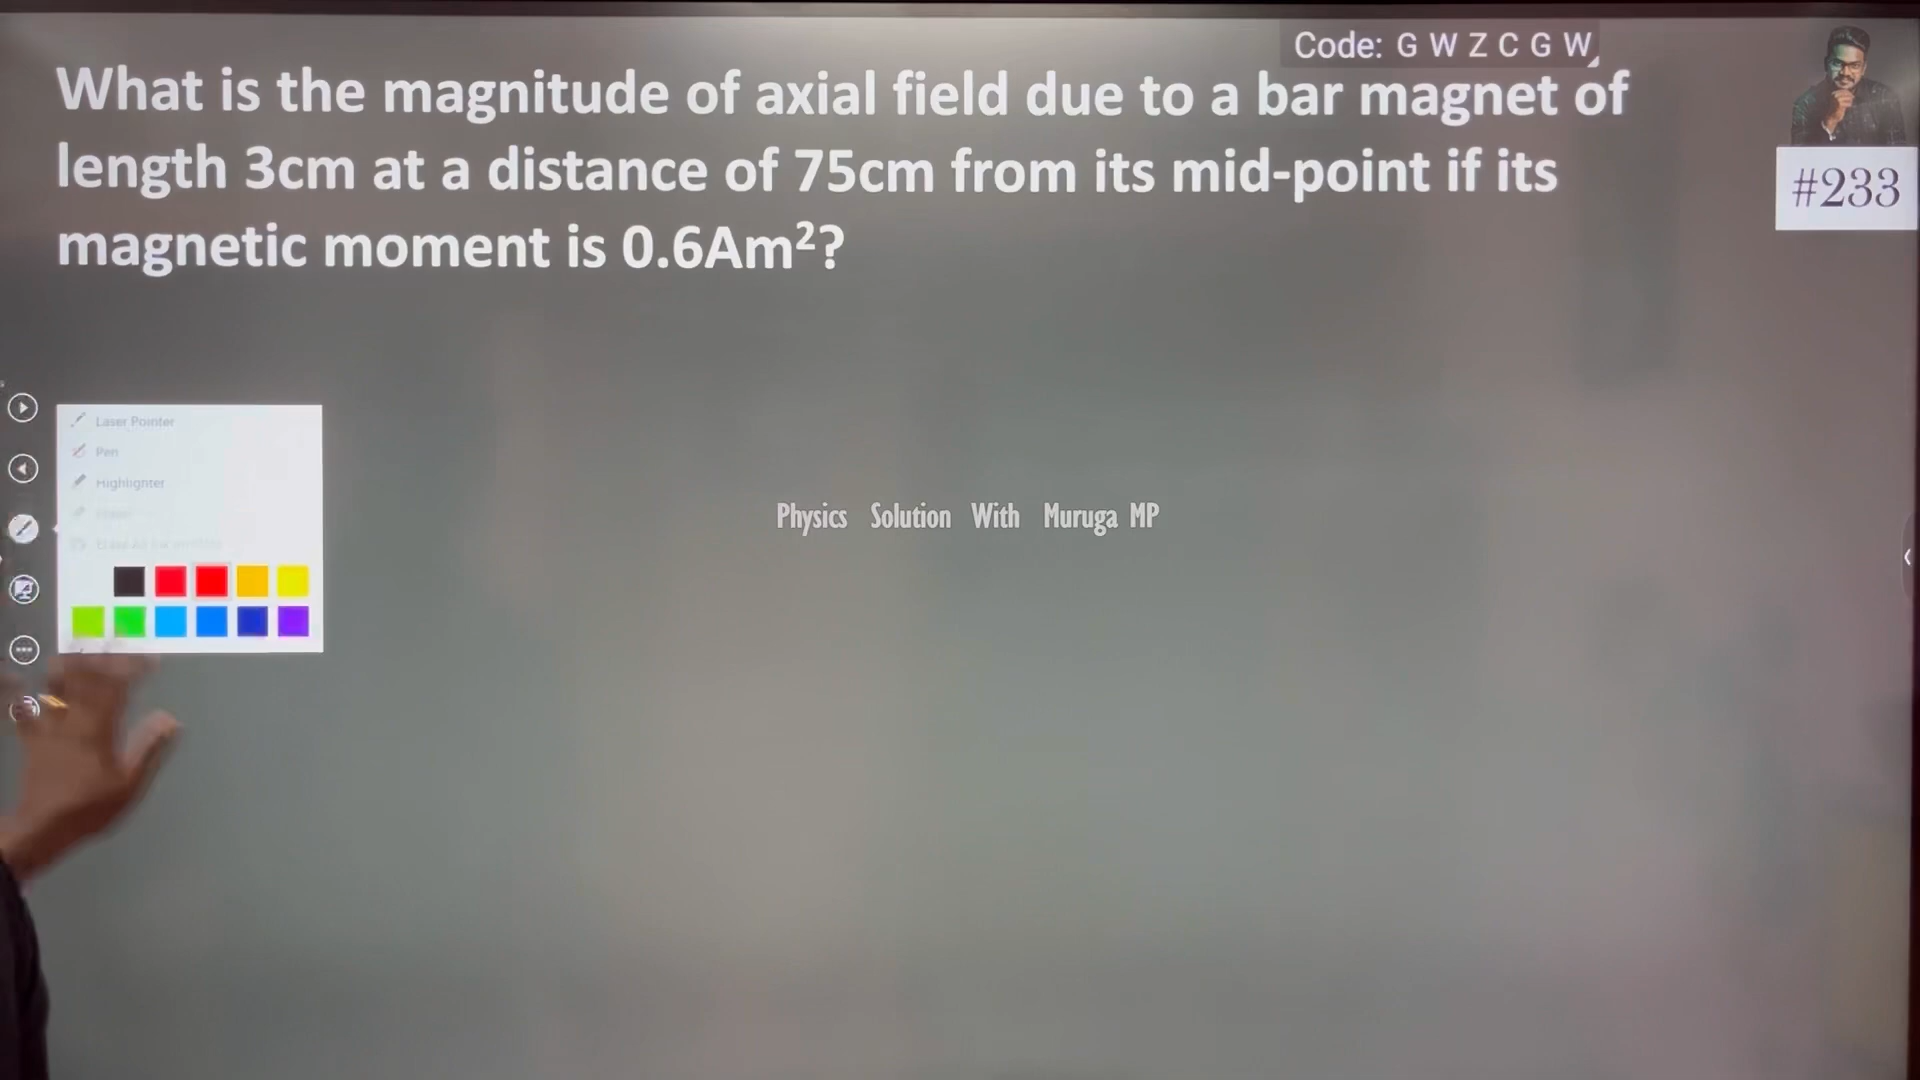 Code: G W Z C G W
What is the magnitude of axial field due to a bar magnet of
length 3cm at a distance of 75cm from its mid-point if its
magnetic moment is 0.6Am²?
#233
Laser Pointer
Pen
Highlighter
Physics Solution With Muruga MP